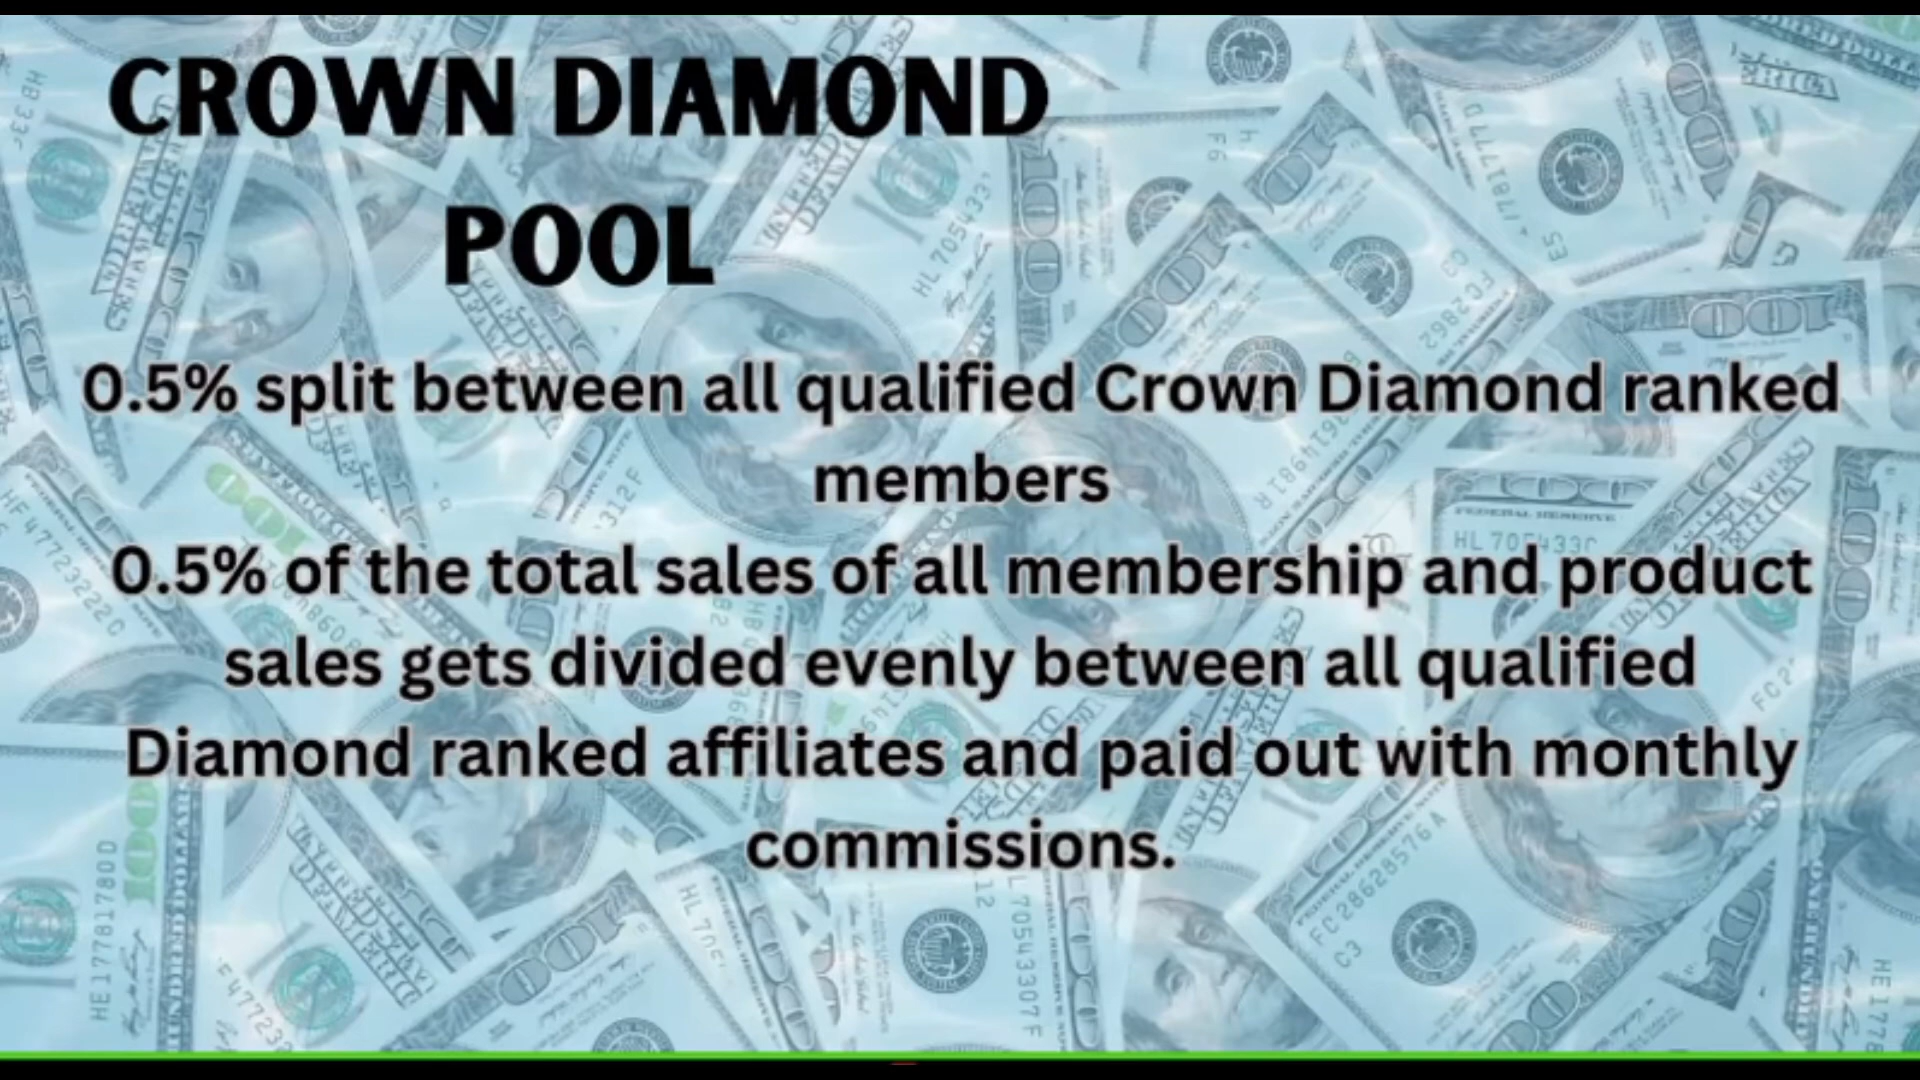 CROWN DIAMOND
POOL
0.5% split between all qualified Crown Diamond ranked
members
0.5% of the total sales of all membership and product
sales gets divided evenly between all qualified
Diamond ranked affiliates and paid out with monthly
commissions.